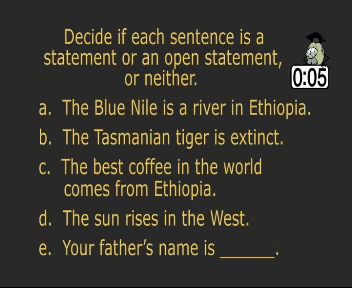 Decide if each sentence is a
statement or an open statement,
or neither.
0:05
a. The Blue Nile is a river in Ethiopia.
b. The Tasmanian tiger is extinct.
c. The best coffee in the world
comes from Ethiopia.
d. The sun rises in the West.
e. Your father's name is ______.